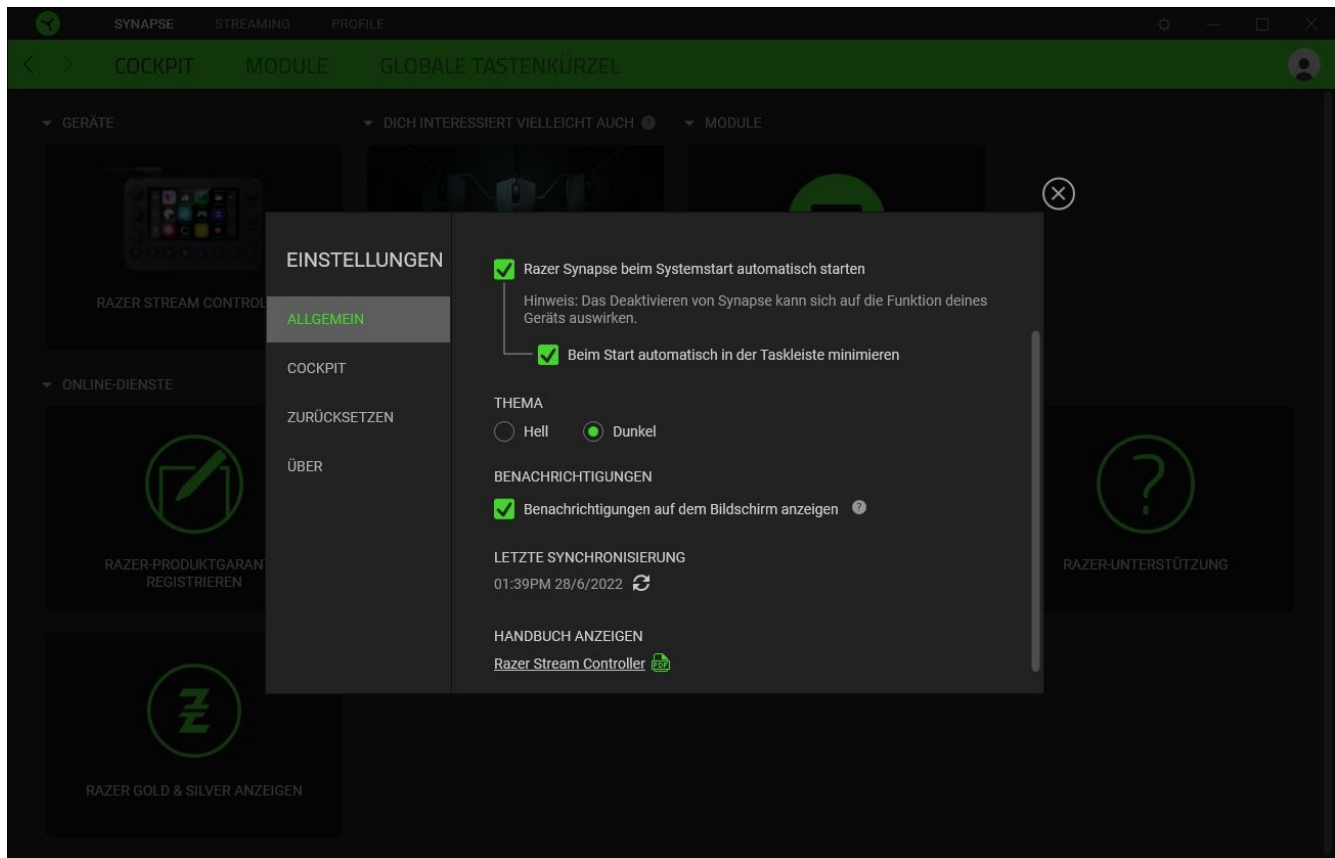 SYNAPSE
STREAMING
PROFILE
COCKPIT
MODULE
GLOBALE TASTENKÜRZEL
GERÄTE
DICH INTERESSIERT VIELLEICHT AUCH
MODULE
RAZER STREAM CONTROL
ONLINE-DIENSTE
RAZER-PRODUKTGARANT
REGISTRIEREN
RAZER GOLD & SILVER ANZEIGEN
RAZER-UNTERSTÜTZUNG
EINSTELLUNGEN
ALLGEMEIN
COCKPIT
ZURÜCKSETZEN
ÜBER
Razer Synapse beim Systemstart automatisch starten
Hinweis: Das Deaktivieren von Synapse kann sich auf die Funktion deines
Geräts auswirken.
Beim Start automatisch in der Taskleiste minimieren
THEMA
Hell
Dunkel
BENACHRICHTIGUNGEN
Benachrichtigungen auf dem Bildschirm anzeigen
LETZTE SYNCHRONISIERUNG
01:39PM 28/6/2022
HANDBUCH ANZEIGEN
Razer Stream Controller
PDF